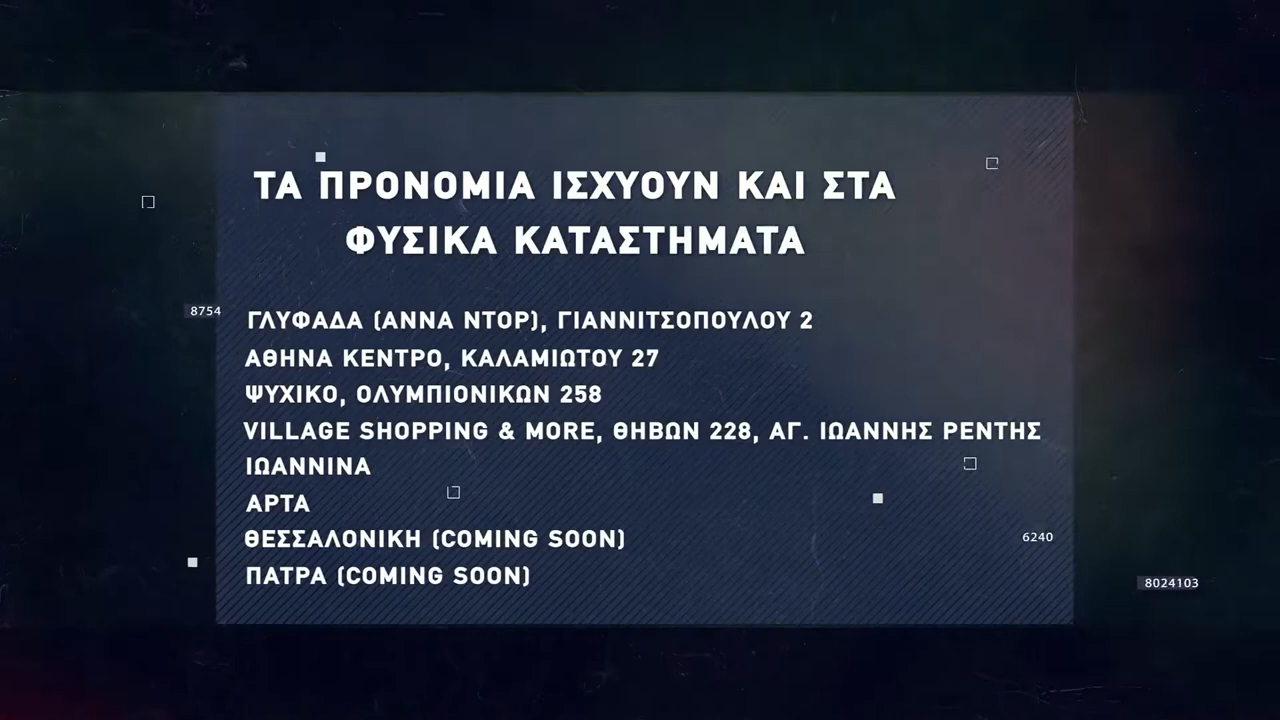 ΤΑ ΠΡΟΝΟΜΙΑ ΙΣΧΥΟΥΝ ΚΑΙ ΣΤΑ
ΦΥΣΙΚΑ ΚΑΤΑΣΤΗΜΑΤΑ
8754
ΓΛΥΦΑΔΑ (ΑΝΝΑ ΝΤΟΡ), ΓΙΑΝΝΙΤΣΟΠΟΥΛΟΥ 2
ΑΘΗΝΑ ΚΕΝΤΡΟ, ΚΑΛΑΜΙΩΤΟΥ 27
ΨΥΧΙΚΟ, ΟΛΥΜΠΙΟΝΙΚΩΝ 258
VILLAGE SHOPPING & MORE, ΘΗΒΩΝ 228, ΑΓ. ΙΩΑΝΝΗΣ ΡΕΝΤΗΣ
ΙΩΑΝΝΙΝΑ
ΑΡΤΑ
ΘΕΣΣΑΛΟΝΙΚΗ (COMING SOON)
6240
ΠΑΤΡΑ (COMING SOON)
8024103